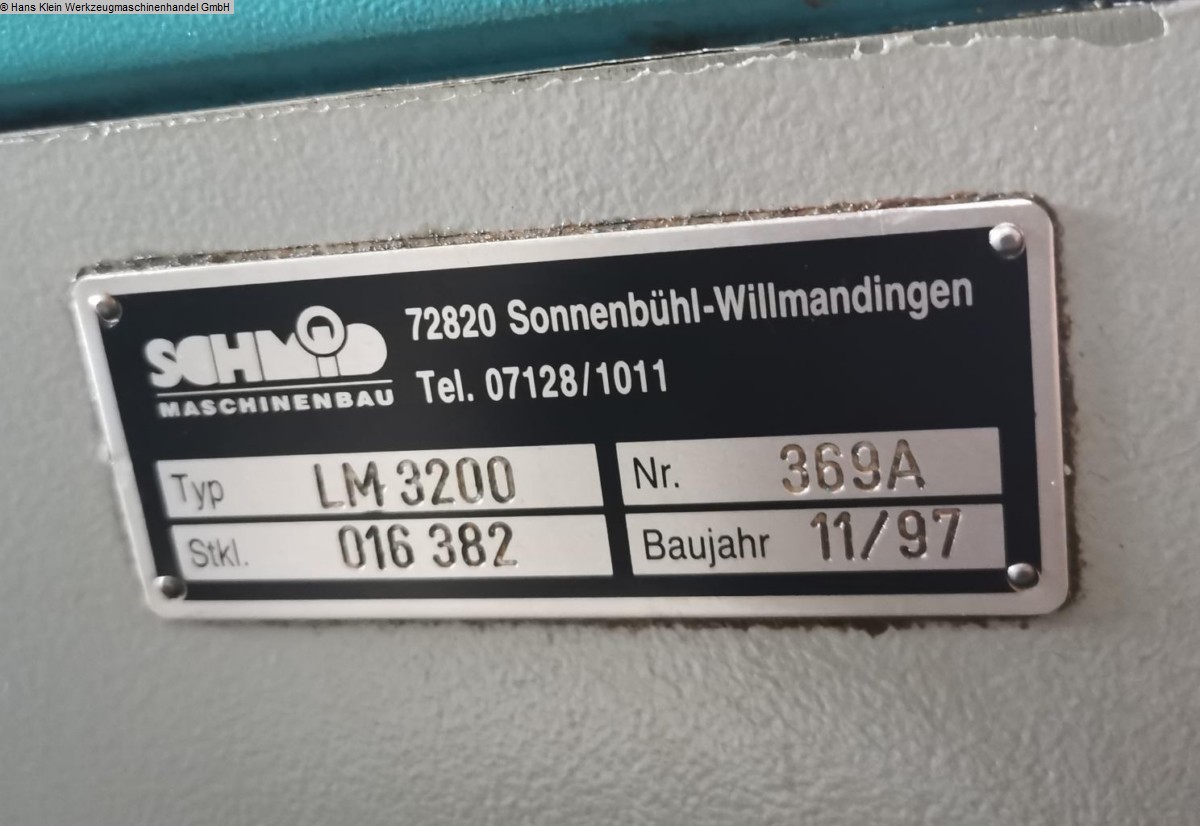 © Hans Klein Werkzeugmaschinenhandel GmbH
SCHMID
MASCHINENBAU
72820 Sonnenbühl-Willmandingen
Tel. 07128/1011
Typ LM 3200
Nr. 369A
Stkl. 016 382
Baujahr 11/97